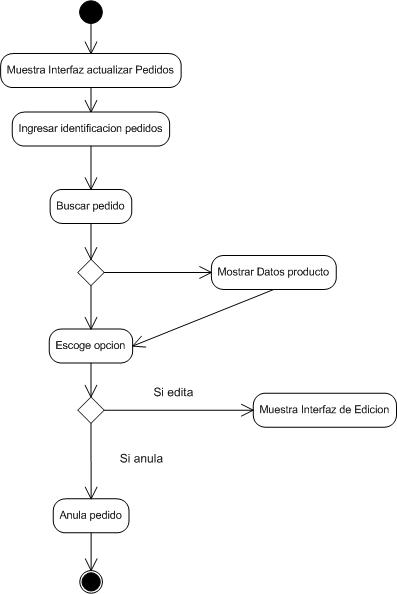 Muestra Interfaz actualizar Pedidos
Ingresar identificacion pedidos
Buscar pedido
Mostrar Datos producto
Escoge opcion
Si edita
Muestra Interfaz de Edicion
Si anula
Anula pedido